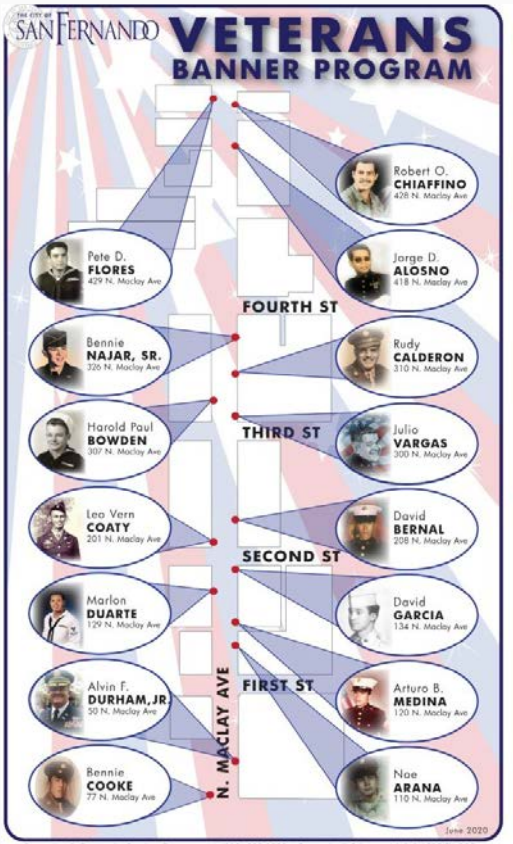 THE CITY OF
SAN FERNANDO
VETERANS
BANNER PROGRAM
Robert O.
CHIAFFINO
428 N. Maclay Ave
Pete D.
FLORES
429 N. Maclay Ave
Jorge D.
ALOSNO
418 N. Maclay Ave
FOURTH ST
Bennie
NAJAR, SR.
326 N. Maclay Ave
Rudy
CALDERON
310 N. Maclay Ave
Harold Paul
BOWDEN
307 N. Maclay Ave
THIRD ST
Julio
VARGAS
300 N. Maclay Ave
Leo Vern
COATY
201 N. Maclay Ave
David
BERNAL
208 N. Maclay Ave
SECOND ST
Marlon
DUARTE
129 N. Maclay Ave
David
GARCIA
134 N. Maclay Ave
Alvin F.
DURHAM,JR.
50 N. Maclay Ave
N. MACLAY AVE
FIRST ST
Arturo B.
MEDINA
120 N. Maclay Ave
Bennie
COOKE
77 N. Maclay Ave
Noe
ARANA
110 N. Maclay Ave
June 2020